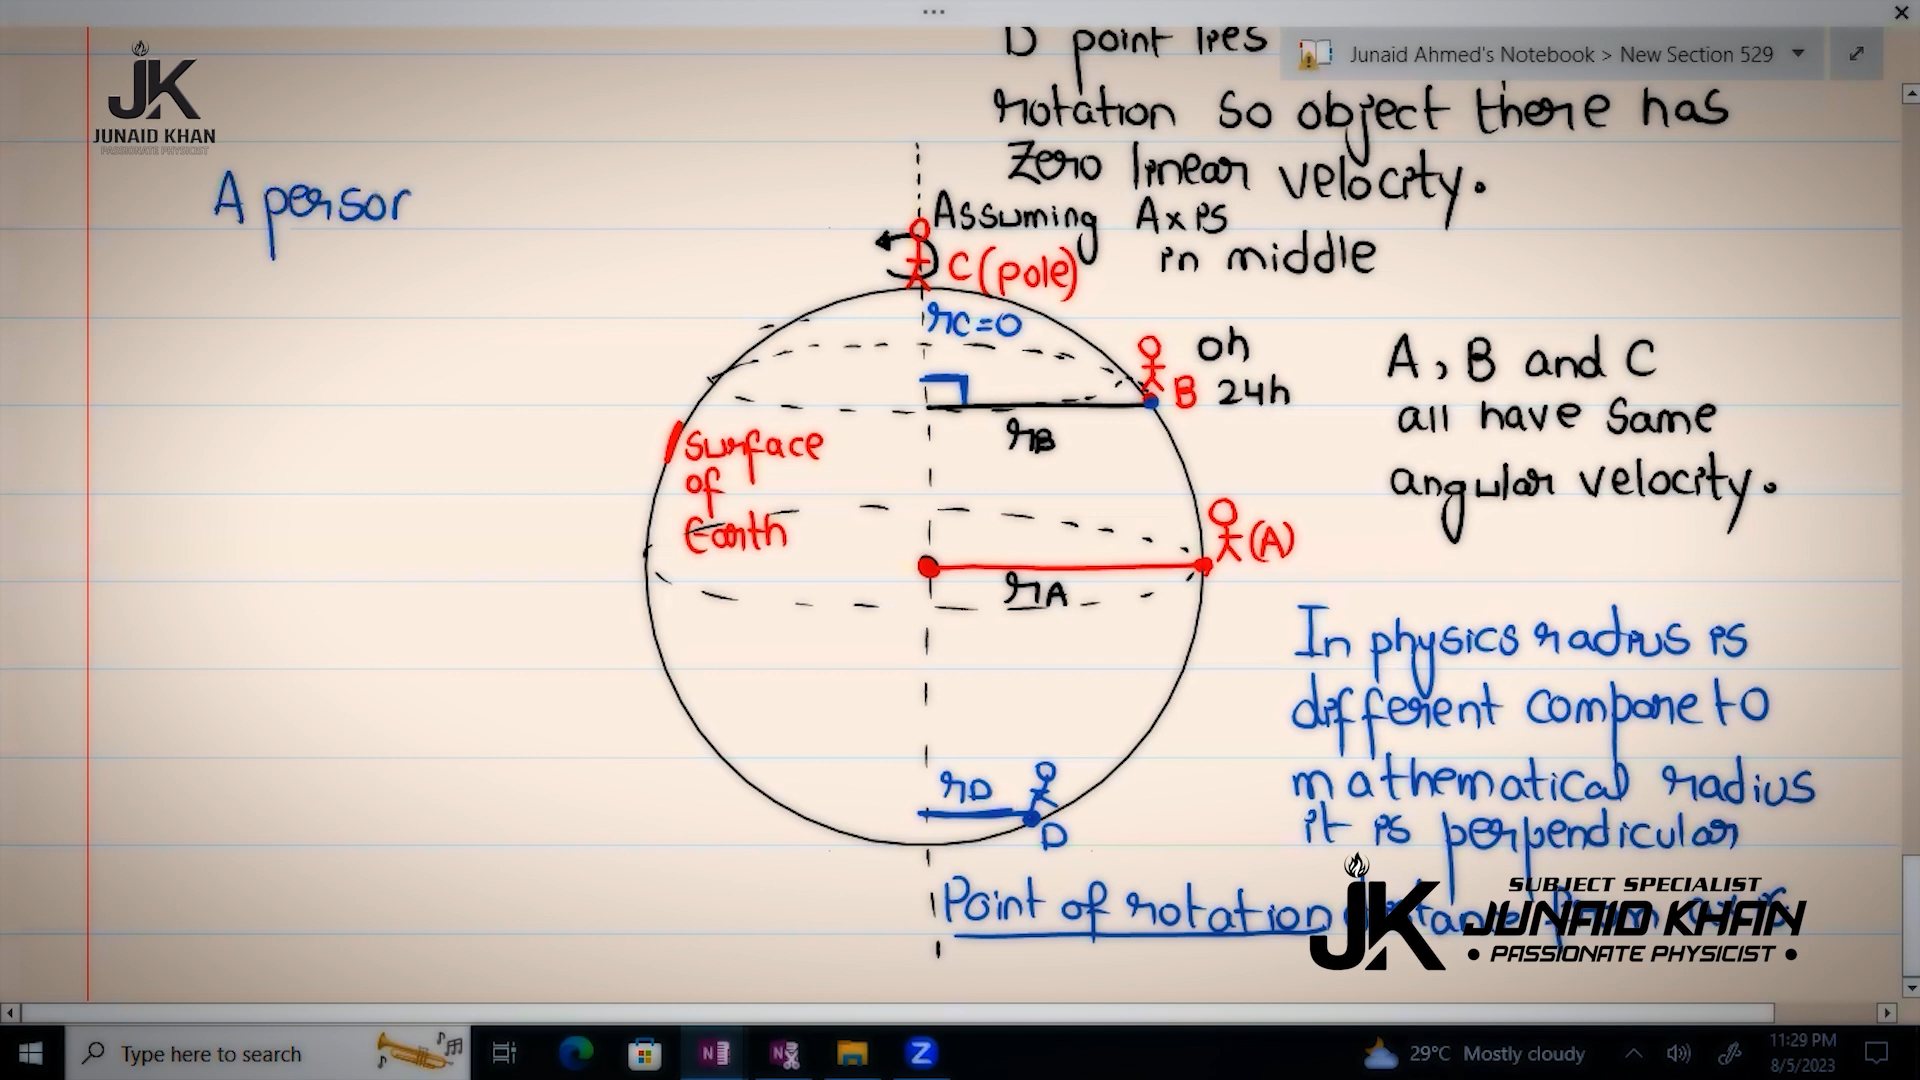 D point lies
Junaid Ahmed's Notebook > New Section 529
JK
JUNAID KHAN
PASSIONATE PHYSICIST
rotation so object there has
Zero linear velocity.
A persor
Assuming Axis
in middle
C (pole)
rC=0
0h
B 24h
rB
A, B and C
all have same
angular velocity.
Surface
of
Earth
(A)
rA
In physics radius is
different compare to
mathematical radius
it is perpendicular
rD
D
Point of rotation
SUBJECT SPECIALIST
JK JUNAID KHAN
• PASSIONATE PHYSICIST •
Type here to search
29°C Mostly cloudy
11:29 PM
8/5/2023